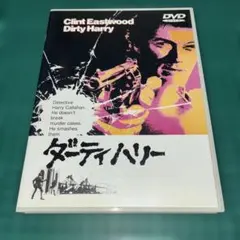 Clint Eastwood
Dirty Harry
DVD
Detective
Harry Callahan.
He doesn't
break
murder cases.
He smashes
them.
ダーティハリー